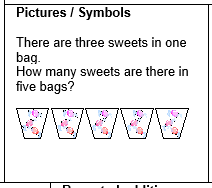 Pictures / Symbols
There are three sweets in one
bag.
How many sweets are there in
five bags?